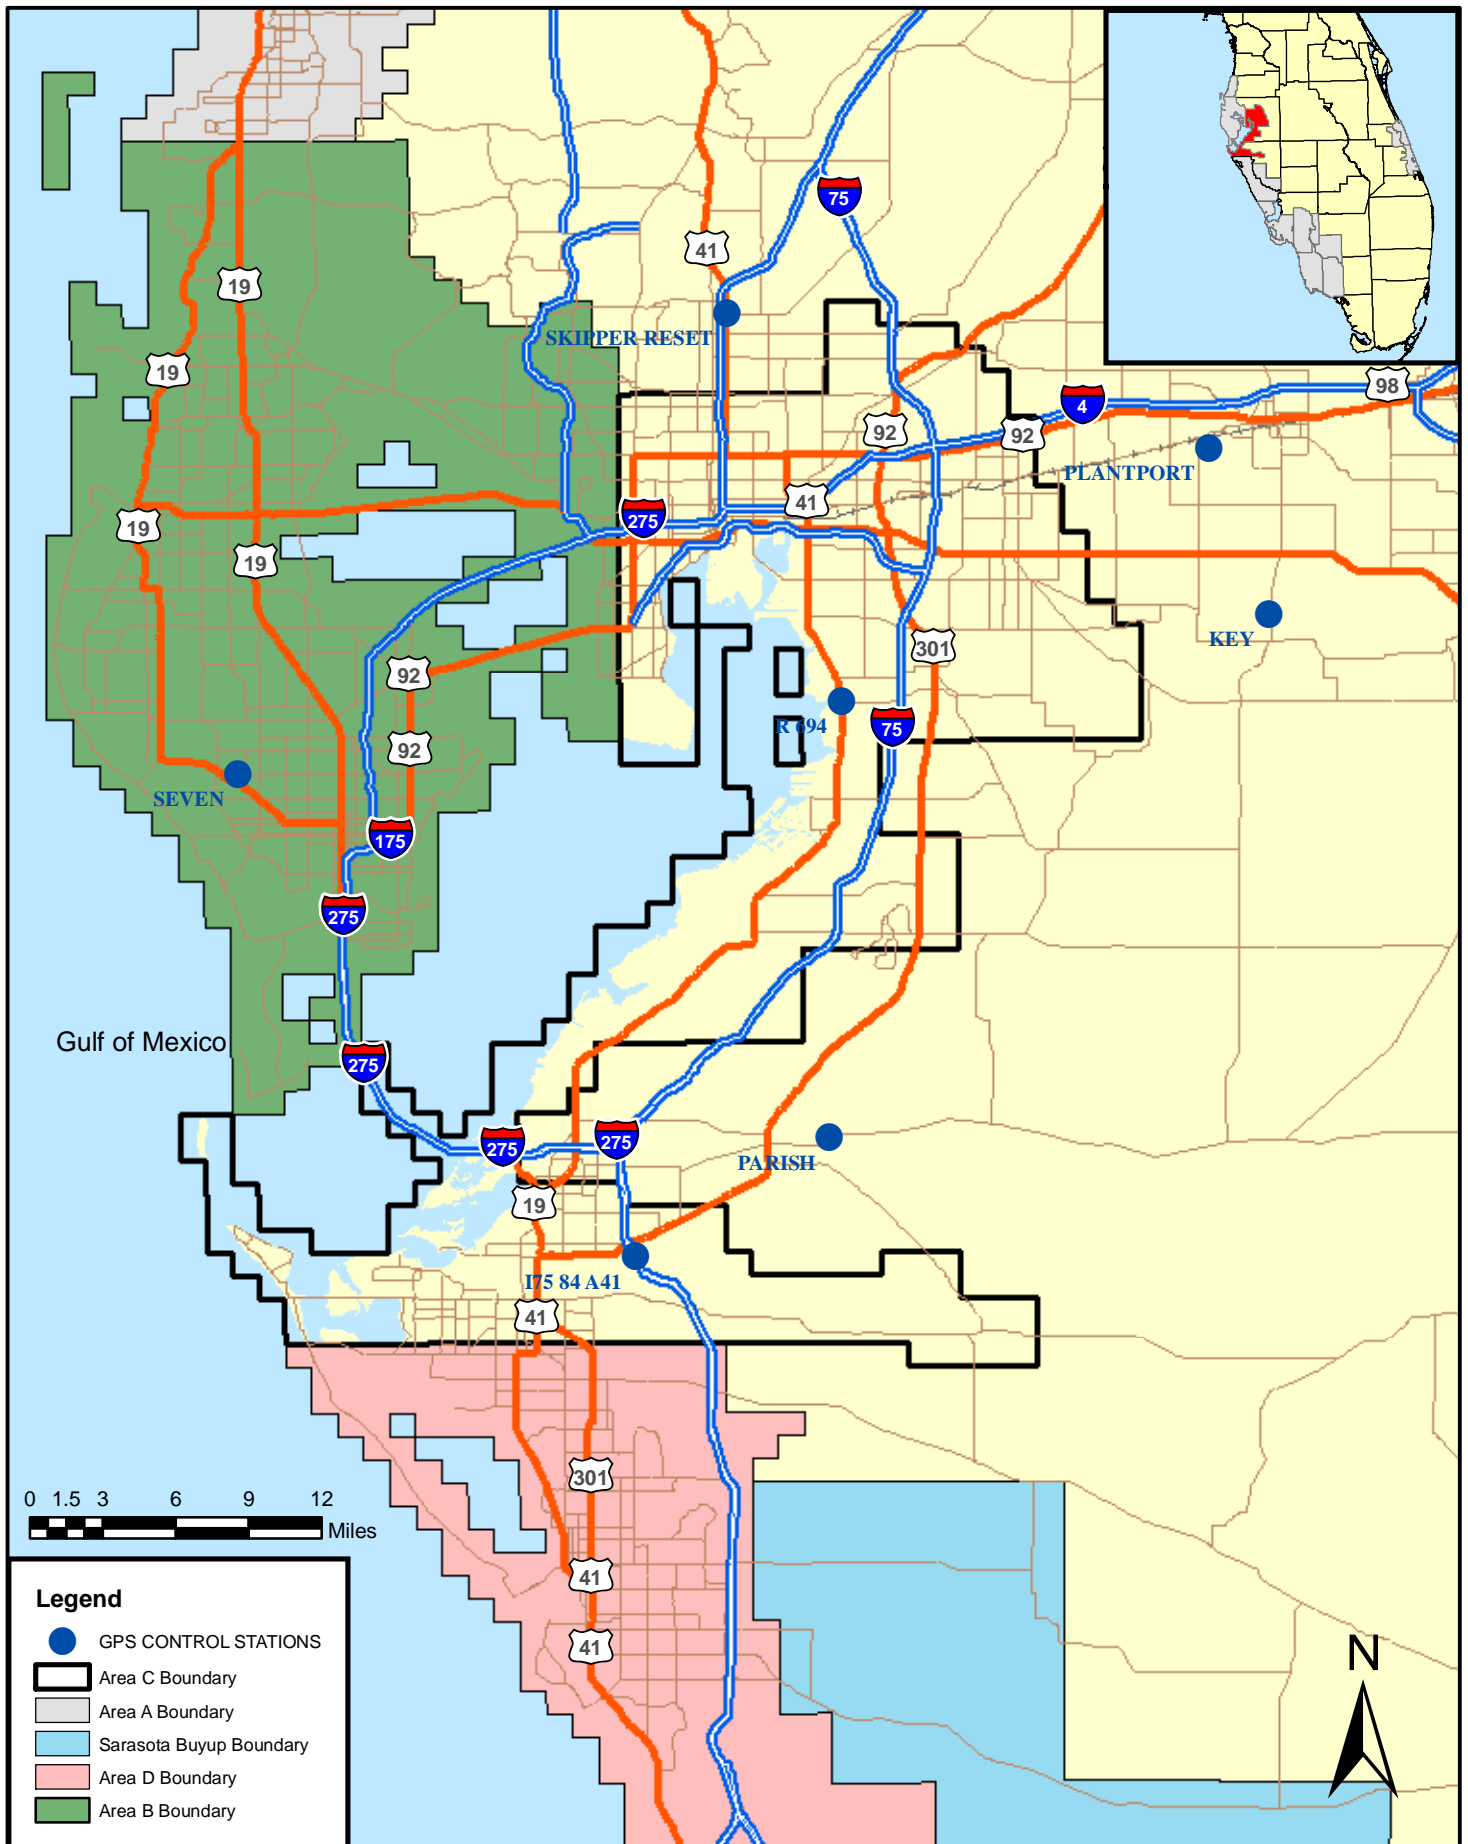 75
41
19
SKIPPER RESET
19
98
4
92
92
PLANTPORT
41
275
19
19
KEY
301
92
R 694
75
92
SEVEN
175
275
Gulf of Mexico
275
275
275
PARISH
19
I75 84 A41
41
301
0 1.5 3 6 9 12
Miles
41
41
N
Legend
GPS CONTROL STATIONS
Area C Boundary
Area A Boundary
Sarasota Buyup Boundary
Area D Boundary
Area B Boundary